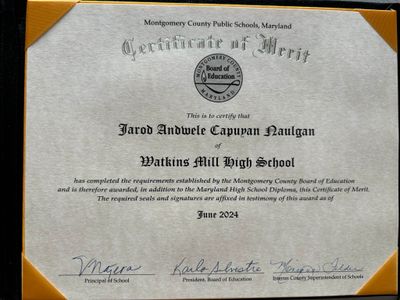 Montgomery County Public Schools, Maryland
Certificate of Merit
MONTGOMERY COUNTY
Board of
Education
MARYLAND
This is to certify that
Jarod Andwele Capuyan Naulgan
of
Watkins Mill High School
has completed the requirements established by the Montgomery County Board of Education
and is therefore awarded, in addition to the Maryland High School Diploma, this Certificate of Merit.
The required seals and signatures are affixed in testimony of this award as of
June 2024
Karla Silvestre
Principal of School
President, Board of Education
Interim County Superintendent of Schools